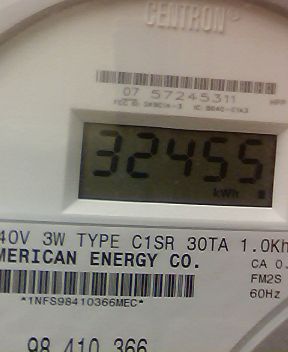 CENTRON®
07 57245311
32455
kWh
40V 3W TYPE C1SR 30TA 1.0Kh
MERICAN ENERGY CO.
CA 0.
FM2S
60Hz
*1NFS98410366MEC*
98 410 366